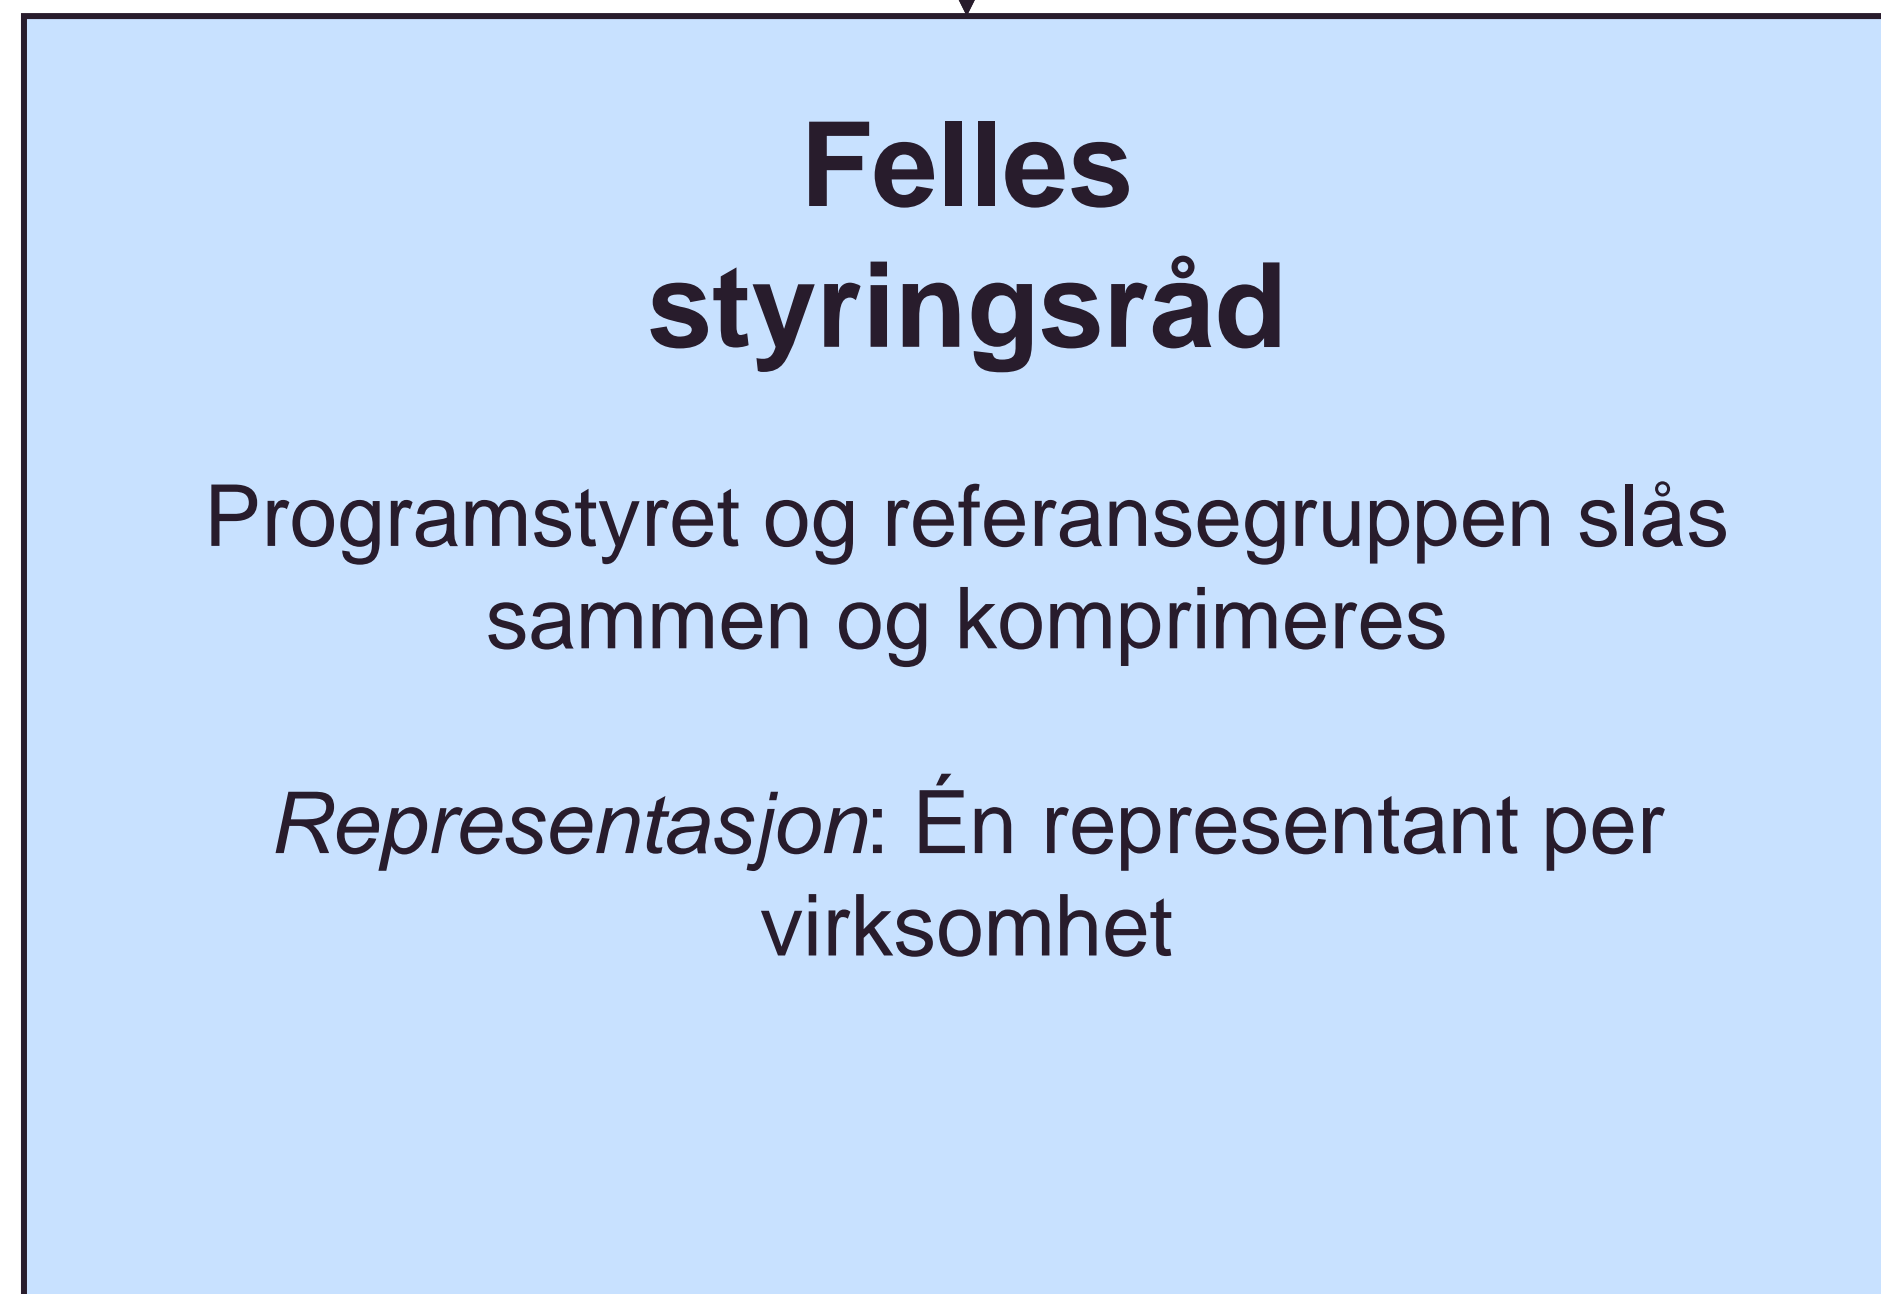 Felles
styringsråd
Programstyret og referansegruppen slås
sammen og komprimeres
Representasjon: Én representant per
virksomhet